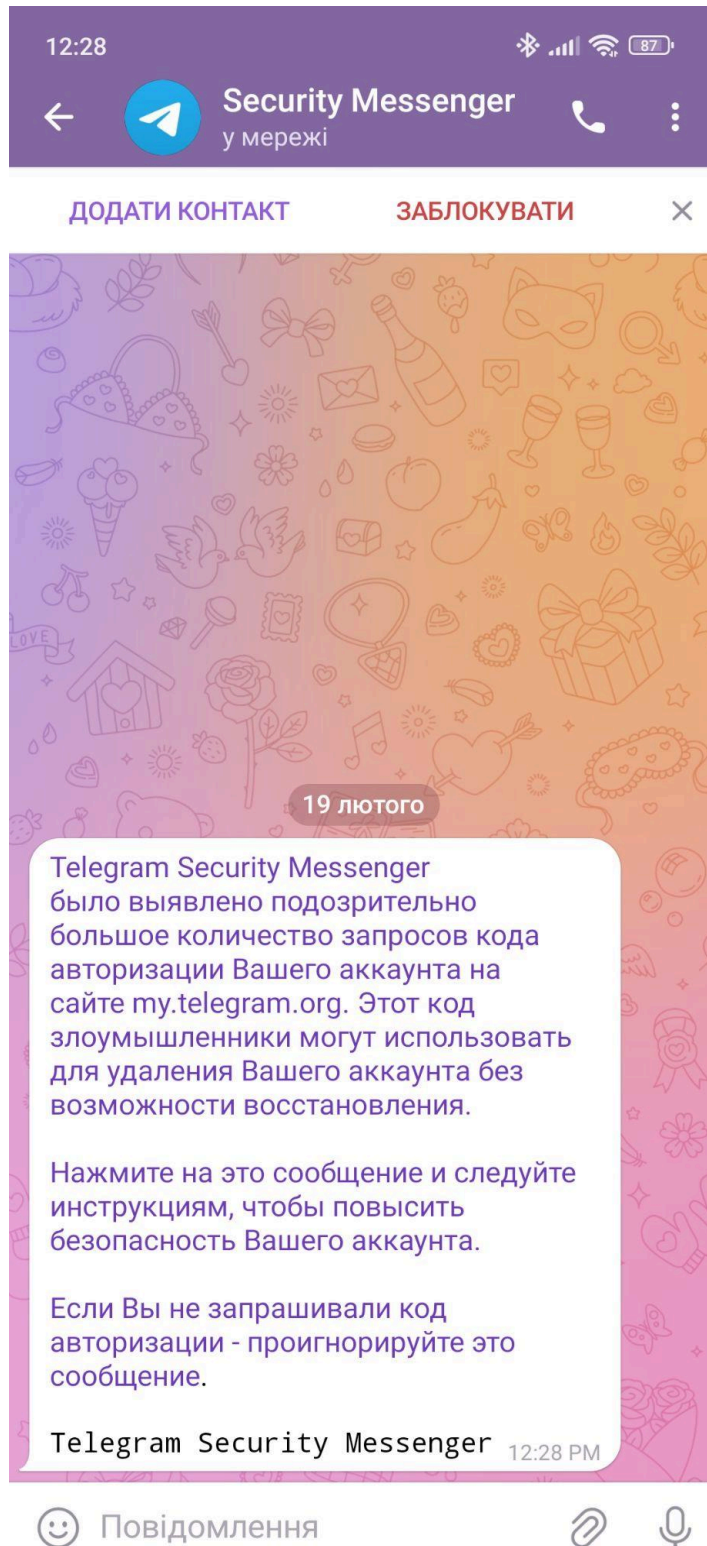 12:28
87
Security Messenger
у мережі
ДОДАТИ КОНТАКТ
ЗАБЛОКУВАТИ
LOVE
19 лютого
Telegram Security Messenger
было выявлено подозрительно
большое количество запросов кода
авторизации Вашего аккаунта на
сайте my.telegram.org. Этот код
злоумышленники могут использовать
для удаления Вашего аккаунта без
возможности восстановления.
Нажмите на это сообщение и следуйте
инструкциям, чтобы повысить
безопасность Вашего аккаунта.
Если Вы не запрашивали код
авторизации - проигнорируйте это
сообщение.
Telegram Security Messenger
12:28 PM
Повідомлення